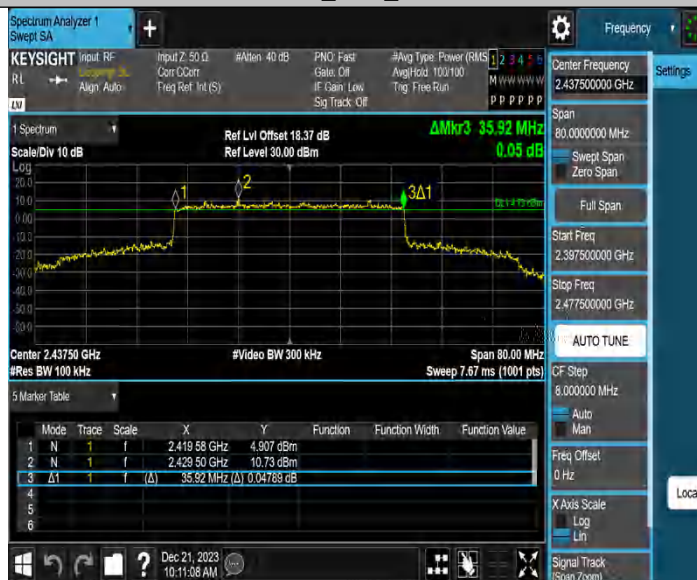 Spectrum Analyzer 1
Swept SA
Frequency
KEYSIGHT Input: RF
RL
Align: Auto
Input Z: 50 Ω
Corr CCorr
Freq Ref: Int (S)
#Atten: 40 dB
PNO: Fast
Gate: Off
IF Gain: Low
Sig Track: Off
#Avg Type: Power (RMS
Avg|Hold: 100/100
Trig: Free Run
1 2 3 4 5 6
M W W W W W
P P P P P P
LNI
Center Frequency
2.437500000 GHz
Settings
1 Spectrum
Scale/Div 10 dB
Log
Ref Lvl Offset 18.37 dB
Ref Level 30.00 dBm
ΔMkr3 35.92 MHz
0.05 dB
Span
80.0000000 MHz
Swept Span
Zero Span
20.0
10.0
0.00
-10.0
-20.0
-30.0
-40.0
-50.0
-60.0
1
2
3Δ1
Full Span
Start Freq
2.397500000 GHz
Stop Freq
2.477500000 GHz
AUTO TUNE
Center 2.43750 GHz
#Res BW 100 kHz
#Video BW 300 kHz
Span 80.00 MHz
Sweep 7.67 ms (1001 pts)
CF Step
8.000000 MHz
Auto
Man
5 Marker Table
Mode Trace Scale X Y Function Function Width Function Value
1 N 1 f 2.419 58 GHz 4.907 dBm
2 N 1 f 2.429 50 GHz 10.73 dBm
3 Δ1 1 f (Δ) 35.92 MHz (Δ) 0.04789 dB
4
5
6
Freq Offset
0 Hz
Loca
X Axis Scale
Log
Lin
Signal Track
(Span Zoom)
?
Dec 21, 2023
10:11:08 AM